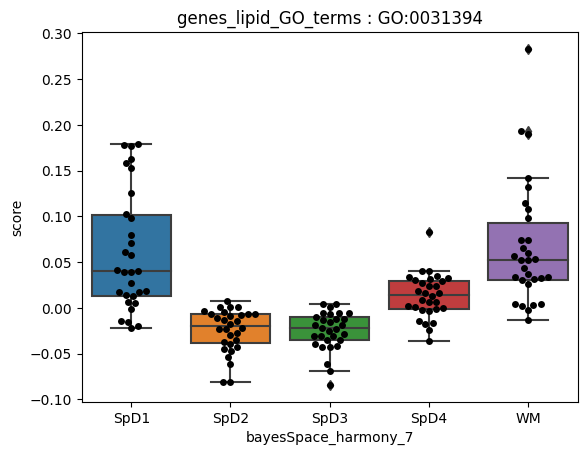 genes_lipid_GO_terms : GO:0031394
0.30
0.25
0.20
0.15
0.10
0.05
0.00
−0.05
−0.10
score
SpD1 SpD2 SpD3 SpD4 WM
bayesSpace_harmony_7